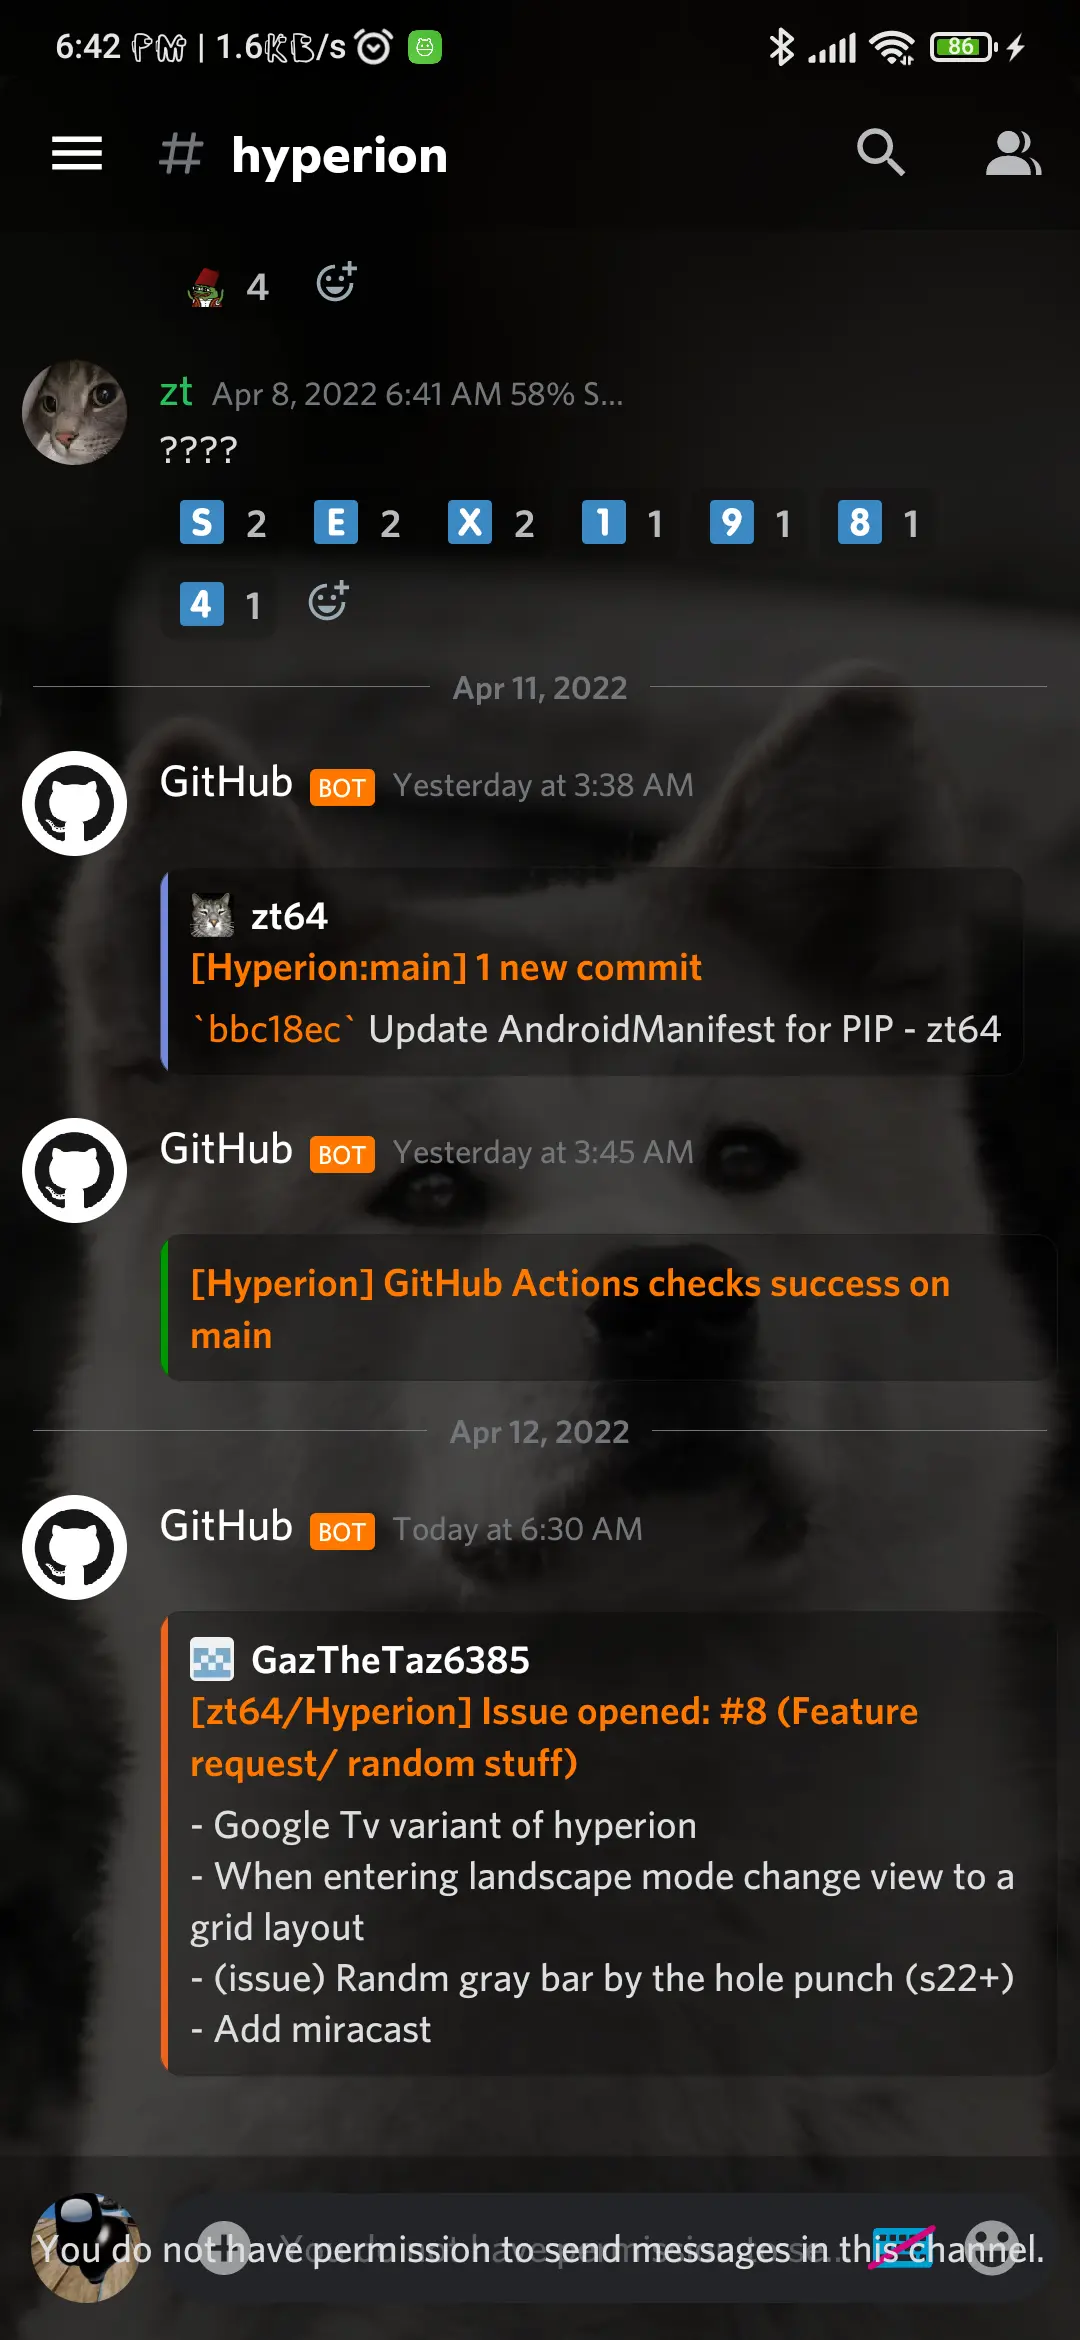 6:42 PM | 1.6KB/s
86
# hyperion
4
zt Apr 8, 2022 6:41 AM 58% S...
????
S 2 E 2 X 2 1 1 9 1 8 1
4 1
Apr 11, 2022
GitHub BOT Yesterday at 3:38 AM
zt64
[Hyperion:main] 1 new commit
`bbc18ec` Update AndroidManifest for PIP - zt64
GitHub BOT Yesterday at 3:45 AM
[Hyperion] GitHub Actions checks success on
main
Apr 12, 2022
GitHub BOT Today at 6:30 AM
GazTheTaz6385
[zt64/Hyperion] Issue opened: #8 (Feature
request/ random stuff)
- Google Tv variant of hyperion
- When entering landscape mode change view to a
grid layout
- (issue) Randm gray bar by the hole punch (s22+)
- Add miracast
You do not have permission to send messages in this channel.